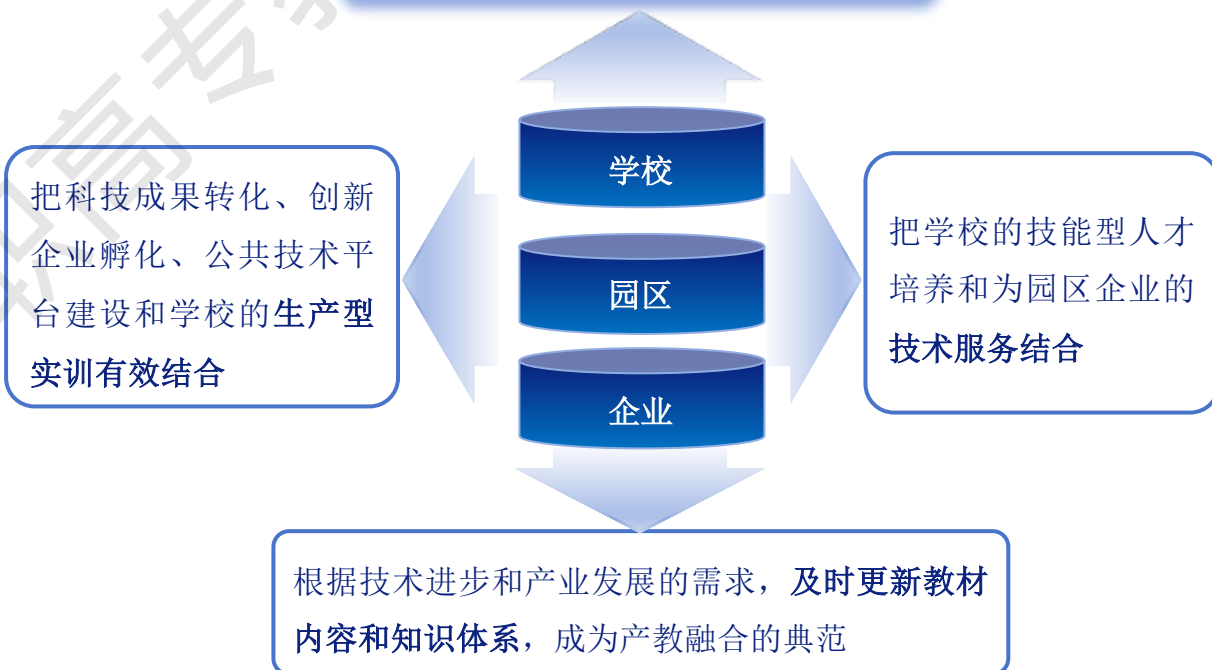 学校
把科技成果转化、创新
企业孵化、公共技术平
台建设和学校的生产型
实训有效结合
园区
把学校的技能型人才
培养和为园区企业的
技术服务结合
企业
根据技术进步和产业发展的需求，及时更新教材
内容和知识体系，成为产教融合的典范
高专